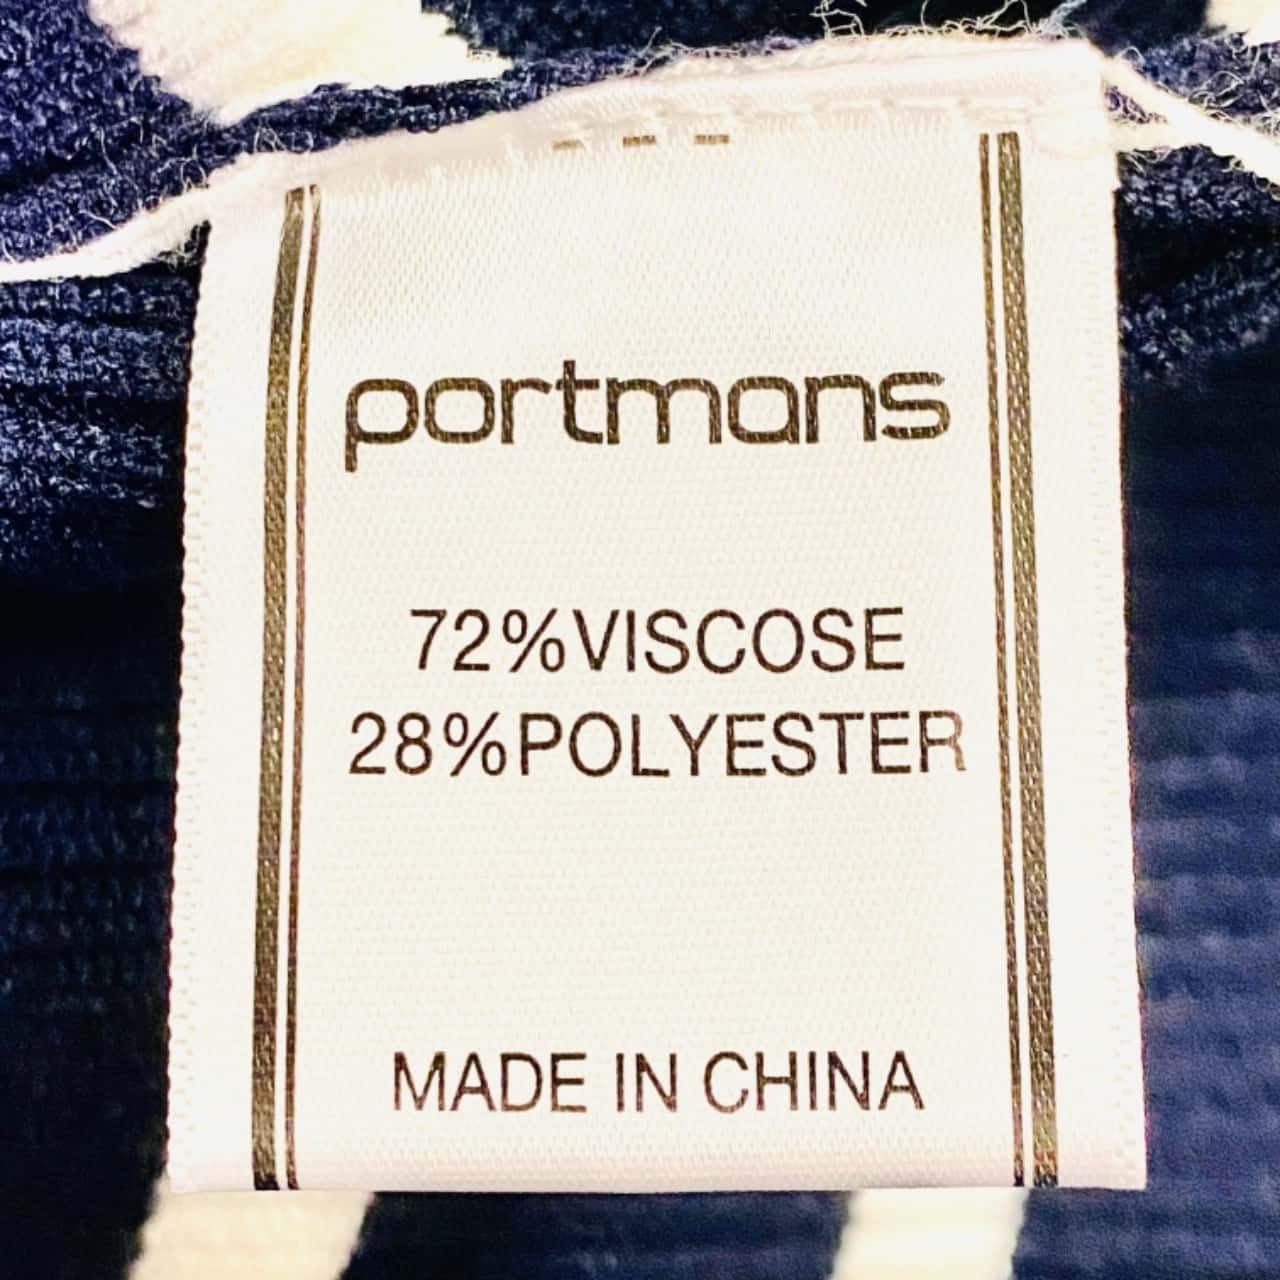 portmans
72%VISCOSE
28%POLYESTER
MADE IN CHINA